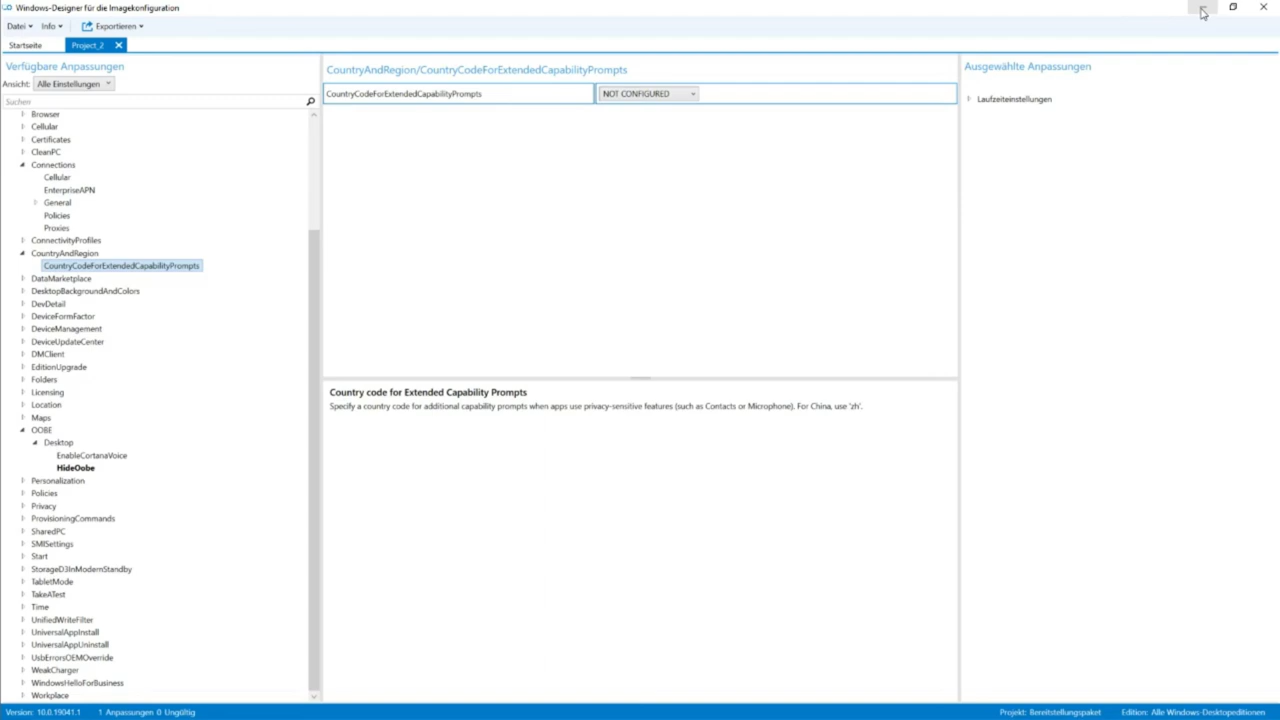 Windows-Designer für die Imagekonfiguration
Datei Info Exportieren
Startseite Project_2
Verfügbare Anpassungen
Ansicht: Alle Einstellungen
Suchen
Browser
Cellular
Certificates
CleanPC
Connections
Cellular
EnterpriseAPN
General
Policies
Proxies
ConnectivityProfiles
CountryAndRegion
CountryCodeForExtendedCapabilityPrompts
DataMarketplace
DesktopBackgroundAndColors
DevDetail
DeviceFormFactor
DeviceManagement
DeviceUpdateCenter
DMClient
EditionUpgrade
Folders
Licensing
Location
Maps
OOBE
Desktop
EnableCortanaVoice
HideOobe
Personalization
Policies
Privacy
ProvisioningCommands
SharedPC
SMISettings
Start
StorageD3InModernStandby
TabletMode
TakeATest
Time
UnifiedWriteFilter
UniversalAppInstall
UniversalAppUninstall
UsbErrorsOEMOverride
WeakCharger
WindowsHelloForBusiness
Workplace
CountryAndRegion/CountryCodeForExtendedCapabilityPrompts
CountryCodeForExtendedCapabilityPrompts NOT CONFIGURED
Country code for Extended Capability Prompts
Specify a country code for additional capability prompts when apps use privacy-sensitive features (such as Contacts or Microphone). For China, use 'zh'.
Ausgewählte Anpassungen
Laufzeiteinstellungen
Version: 10.0.19041.1 1 Anpassungen 0 Ungültig Projekt: Bereitstellungspaket Edition: Alle Windows-Desktopeditionen